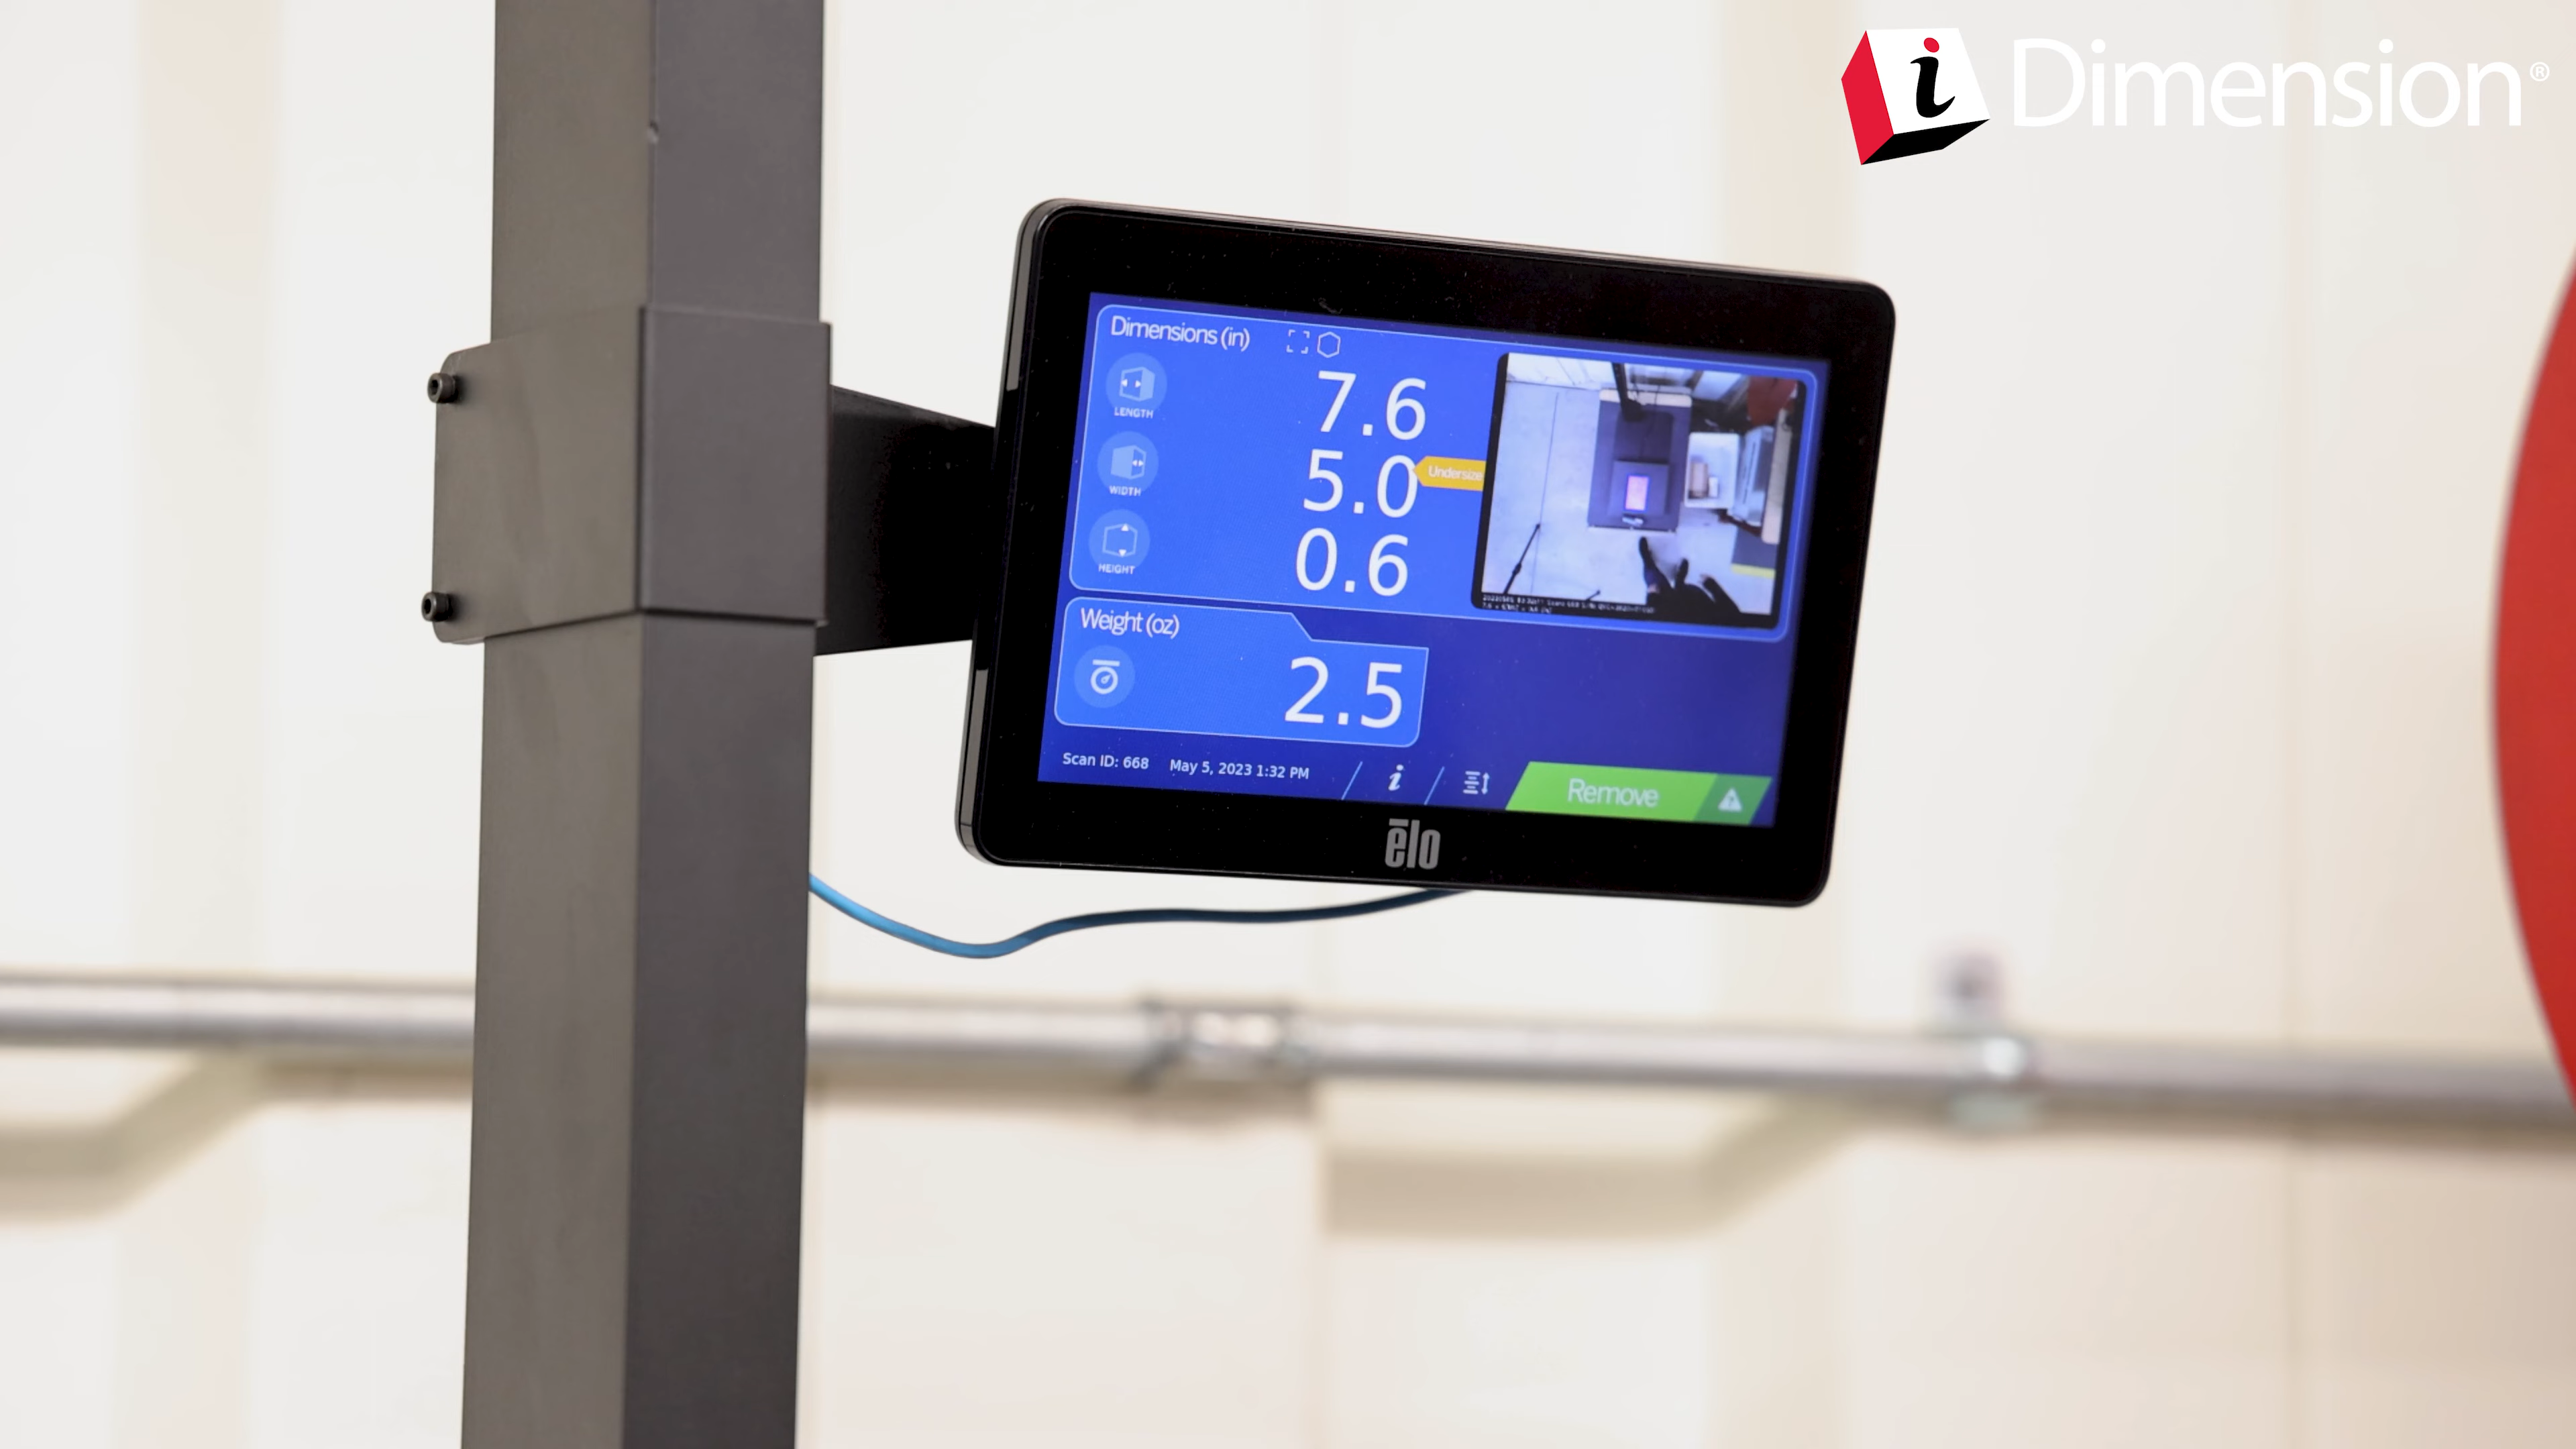 i Dimension®
Dimensions (in)
LENGTH
7.6
WIDTH
5.0
Undersize
HEIGHT
0.6
Weight (oz)
2.5
Scan ID: 668 May 5, 2023 1:32 PM
i
Remove
ēlo